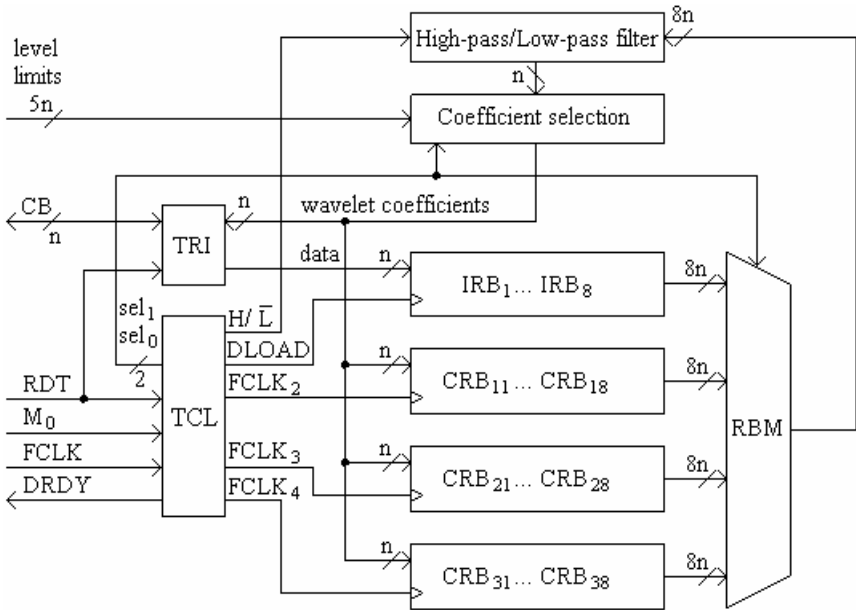 High-pass/Low-pass filter
8n
level
limits
5n
n
Coefficient selection
CB
n
TRI
n
wavelet coefficients
data
n
IRB1... IRB8
8n
sel1
sel0
2
H/ L̅
DLOAD
FCLK2
n
CRB11... CRB18
8n
RDT
M0
TCL
RBM
FCLK
DRDY
FCLK3
FCLK4
n
CRB21... CRB28
8n
n
CRB31... CRB38
8n